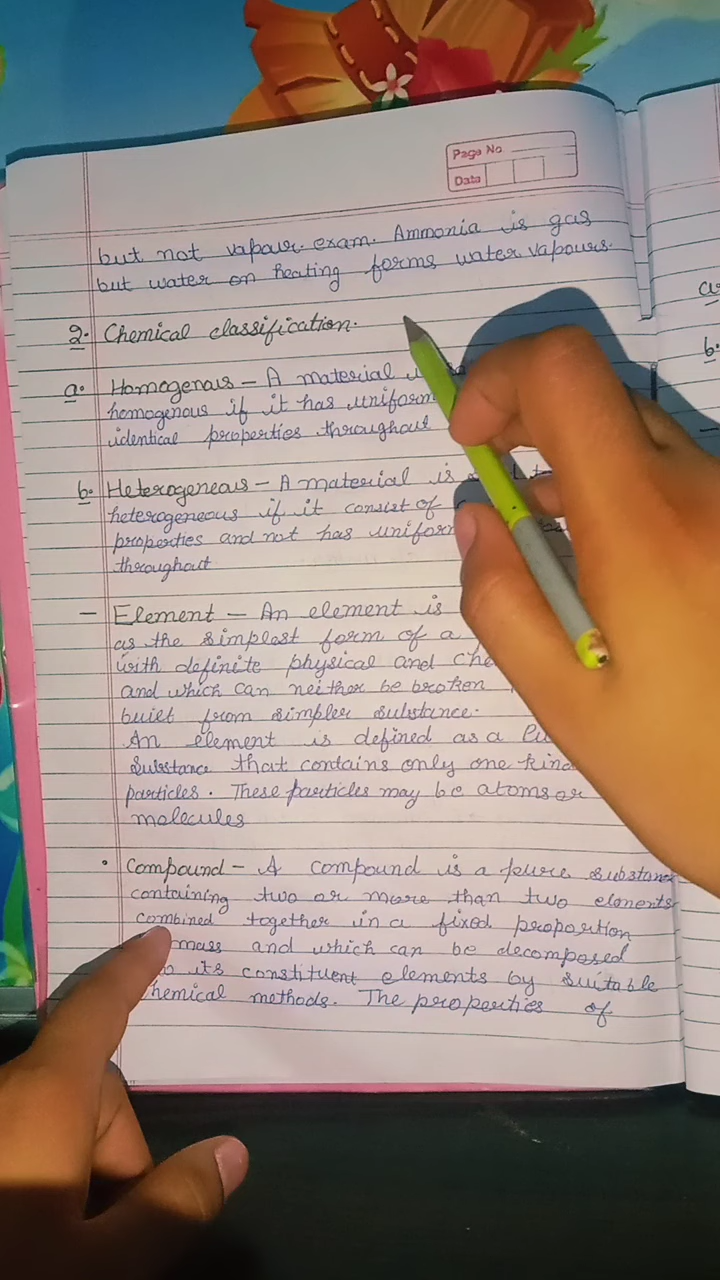 Page No.
Data
but not vapour. exam. Ammonia is gas
but water on heating forms water vapours.
2. Chemical classification.
a. Homogenous - A material
homogenous if it has uniform
identical properties throughout
b. Heterogeneous - A material is
heterogeneous if it consist of
properties and not has uniform
throughout
- Element - An element is
as the simplest form of a
with definite physical and
and which can neither be broken
built from simpler substance.
An element is defined as a
substance that contains only one kind
particles. These particles may be atoms or
molecules
• Compound - A compound is a pure substance
containing two or more than two elements
combined together in a fixed proportion
mass and which can be decomposed
its constituent elements by suitable
chemical methods. The properties of
a
b.